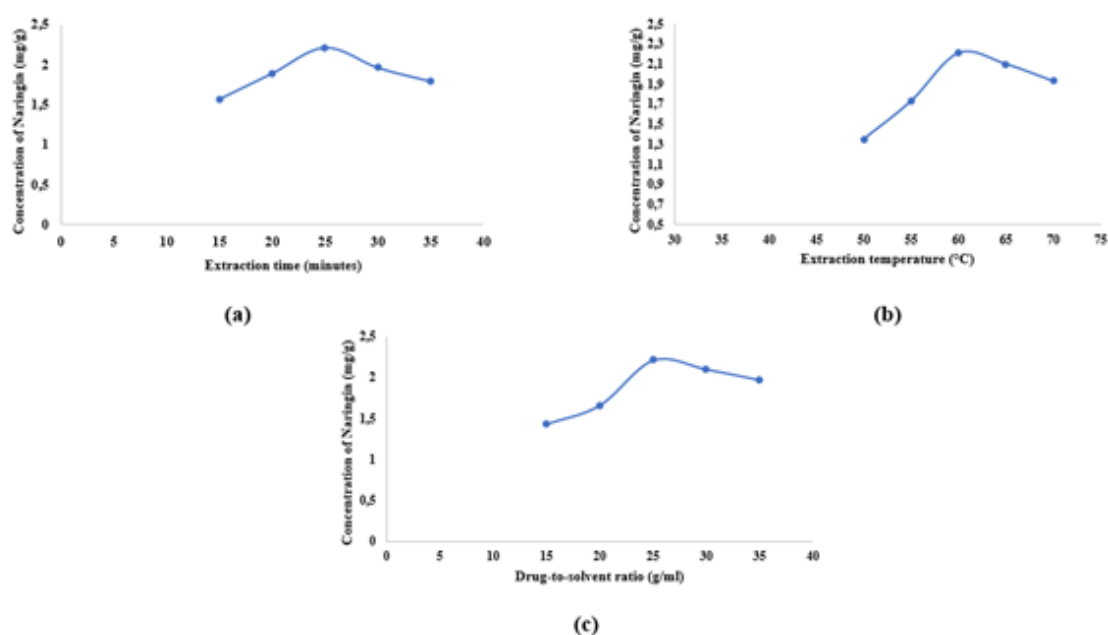 Concentration of Naringin (mg/g)
2,5
2
1,5
1
0,5
0
0 5 10 15 20 25 30 35 40
Extraction time (minutes)
(a)
Concentration of Naringin (mg/g)
2,5
2,3
2,1
1,9
1,7
1,5
1,3
1,1
0,9
0,7
0,5
30 35 40 45 50 55 60 65 70 75
Extraction temperature (°C)
(b)
Concentration of Naringin (mg/g)
2,5
2
1,5
1
0,5
0
0 5 10 15 20 25 30 35 40
Drug-to-solvent ratio (g/ml)
(c)